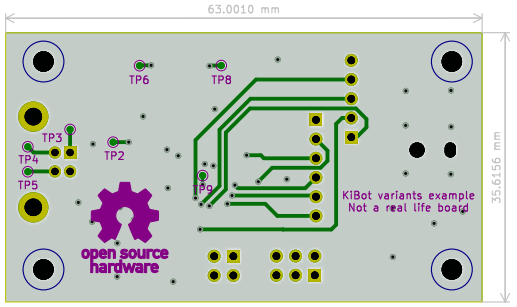 63.0010 mm
TP6
TP8
TP3
TP2
TP4
TP5
TP9
35.6156 mm
KiBot variants example
Not a real life board
open source
hardware